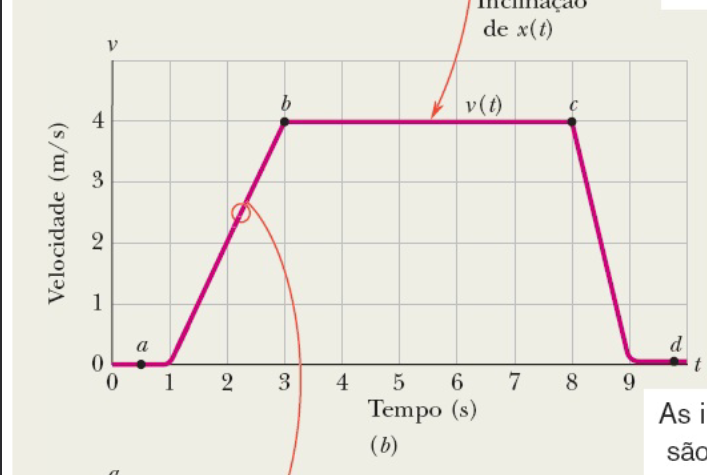 Inclinação
de x(t)
v
b
v(t)
c
4
3
2
1
0
Velocidade (m/s)
a
d
t
0 1 2 3 4 5 6 7 8 9
Tempo (s)
(b)
As i
são
a